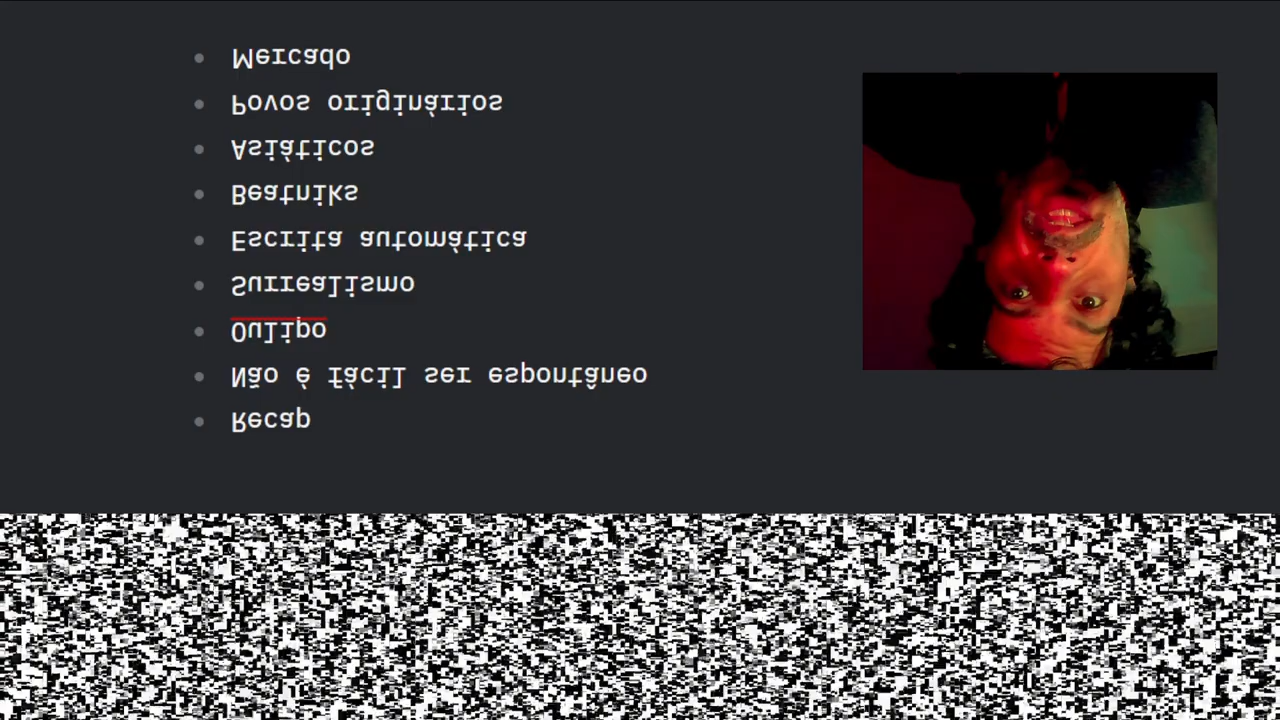 Recap
Não é fácil ser espontâneo
Oulipo
Surrealismo
Escrita automática
Beatniks
Asiáticos
Povos originários
Mercado